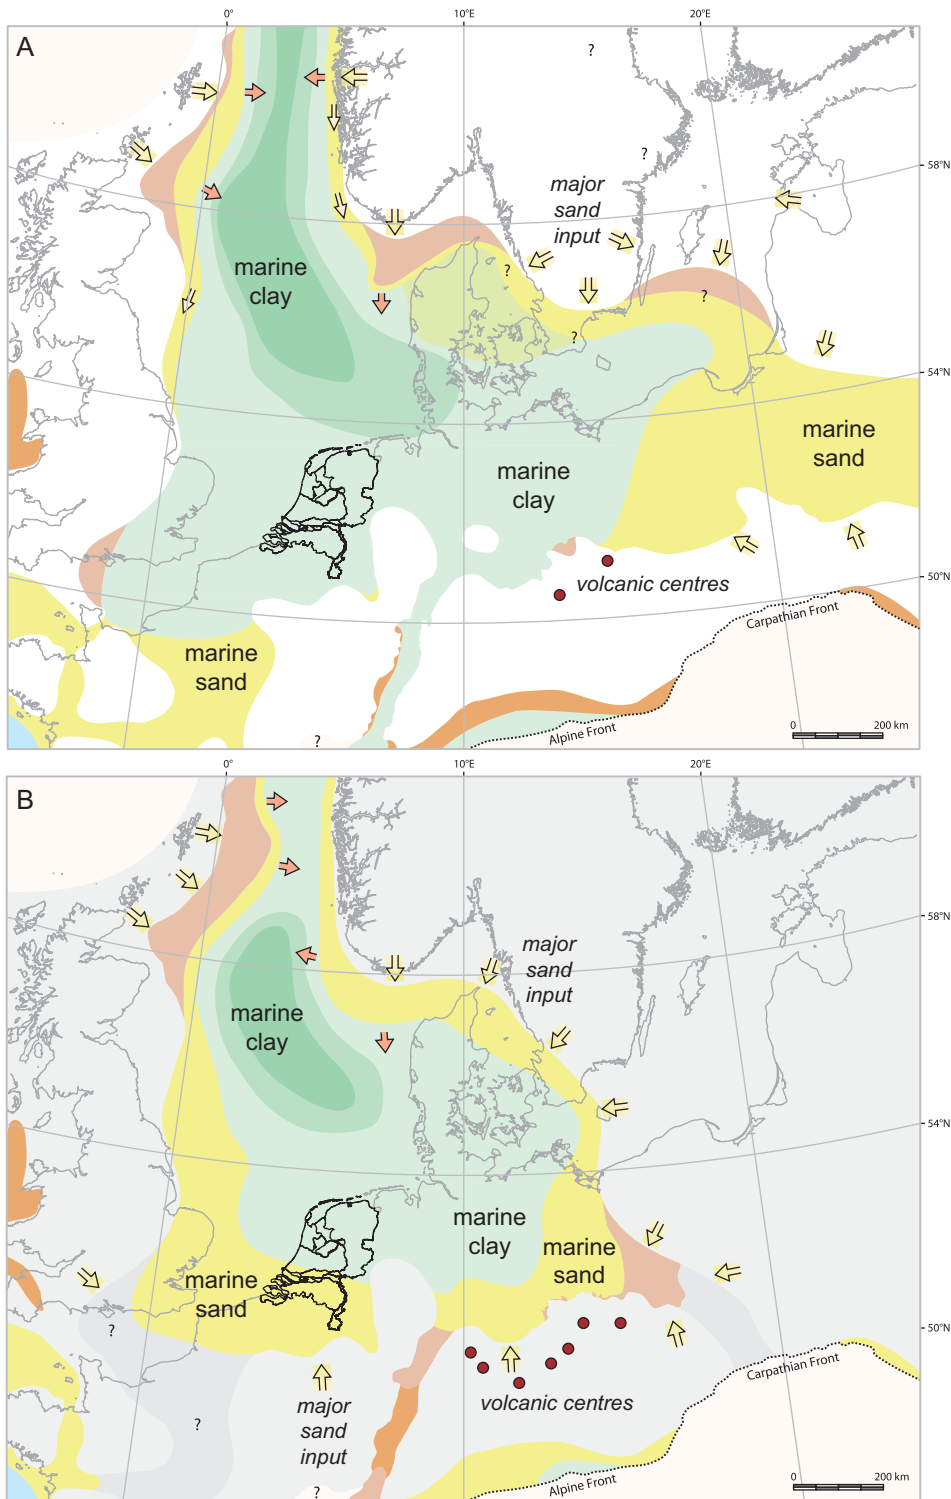 0°
10°E
20°E
A
?
58°N
?
major
sand
input
marine
clay
?
?
?
54°N
marine
sand
marine
clay
volcanic centres
50°N
Carpathian Front
marine
sand
0 200 km
Alpine Front
?
0°
10°E
20°E
B
58°N
major
sand
input
marine
clay
54°N
marine
clay
marine
sand
marine
sand
50°N
?
Carpathian Front
major
sand
input
volcanic centres
?
0 200 km
Alpine Front
?